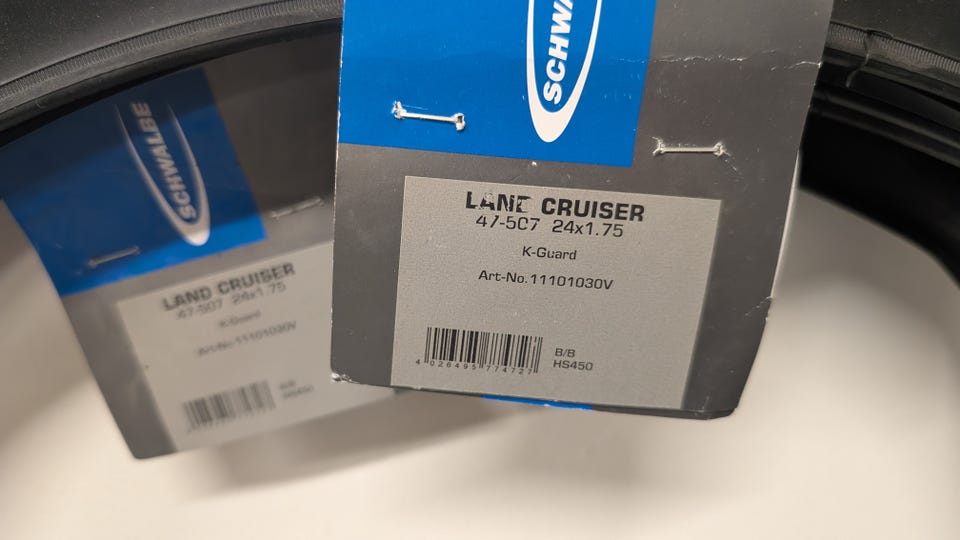 SCHWALBE
LAND CRUISER
47-507 24x1.75
K-Guard
Art-No.11101030V
B/B
HS450
SCHWA
LAND CRUISER
47-507 24x1.75
K-Guard
Art-No.11101030V
4 026495 774727
B/B
HS450